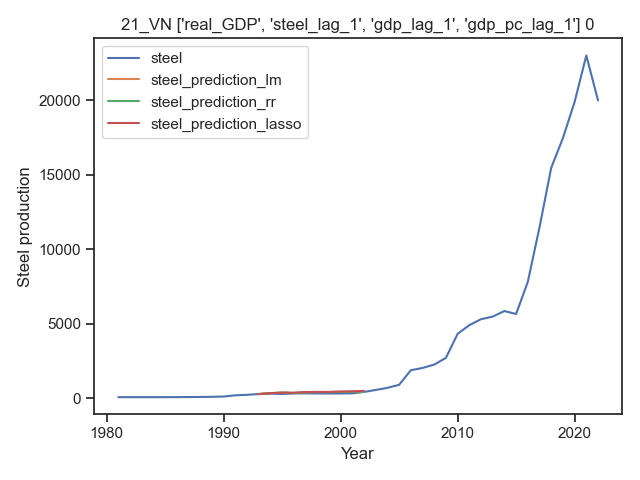 21_VN ['real_GDP', 'steel_lag_1', 'gdp_lag_1', 'gdp_pc_lag_1'] 0
steel
steel_prediction_lm
steel_prediction_rr
steel_prediction_lasso
Steel production
20000
15000
10000
5000
0
1980
1990
2000
2010
2020
Year